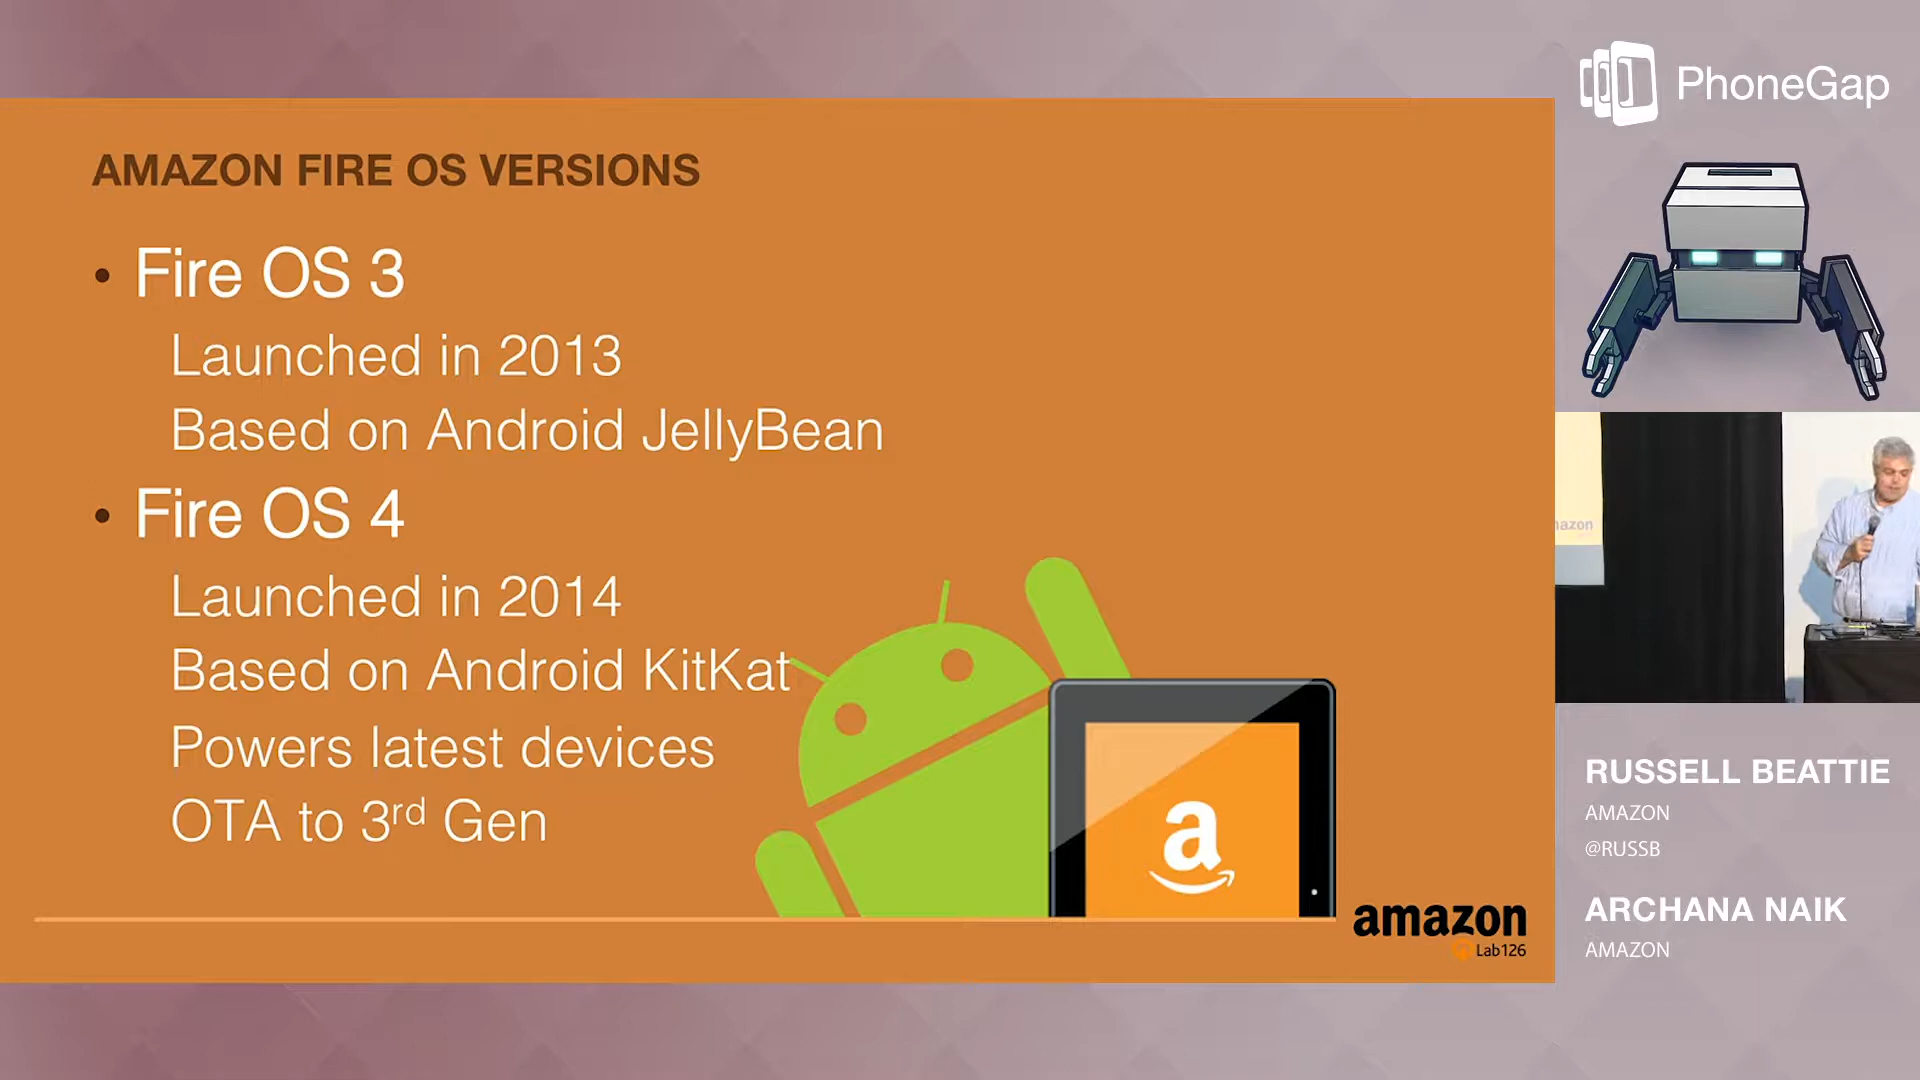 PhoneGap
AMAZON FIRE OS VERSIONS
• Fire OS 3
Launched in 2013
Based on Android JellyBean
• Fire OS 4
Launched in 2014
Based on Android KitKat
Powers latest devices
OTA to 3rd Gen
a
amazon
Lab126
azon
RUSSELL BEATTIE
AMAZON
@RUSSB
ARCHANA NAIK
AMAZON